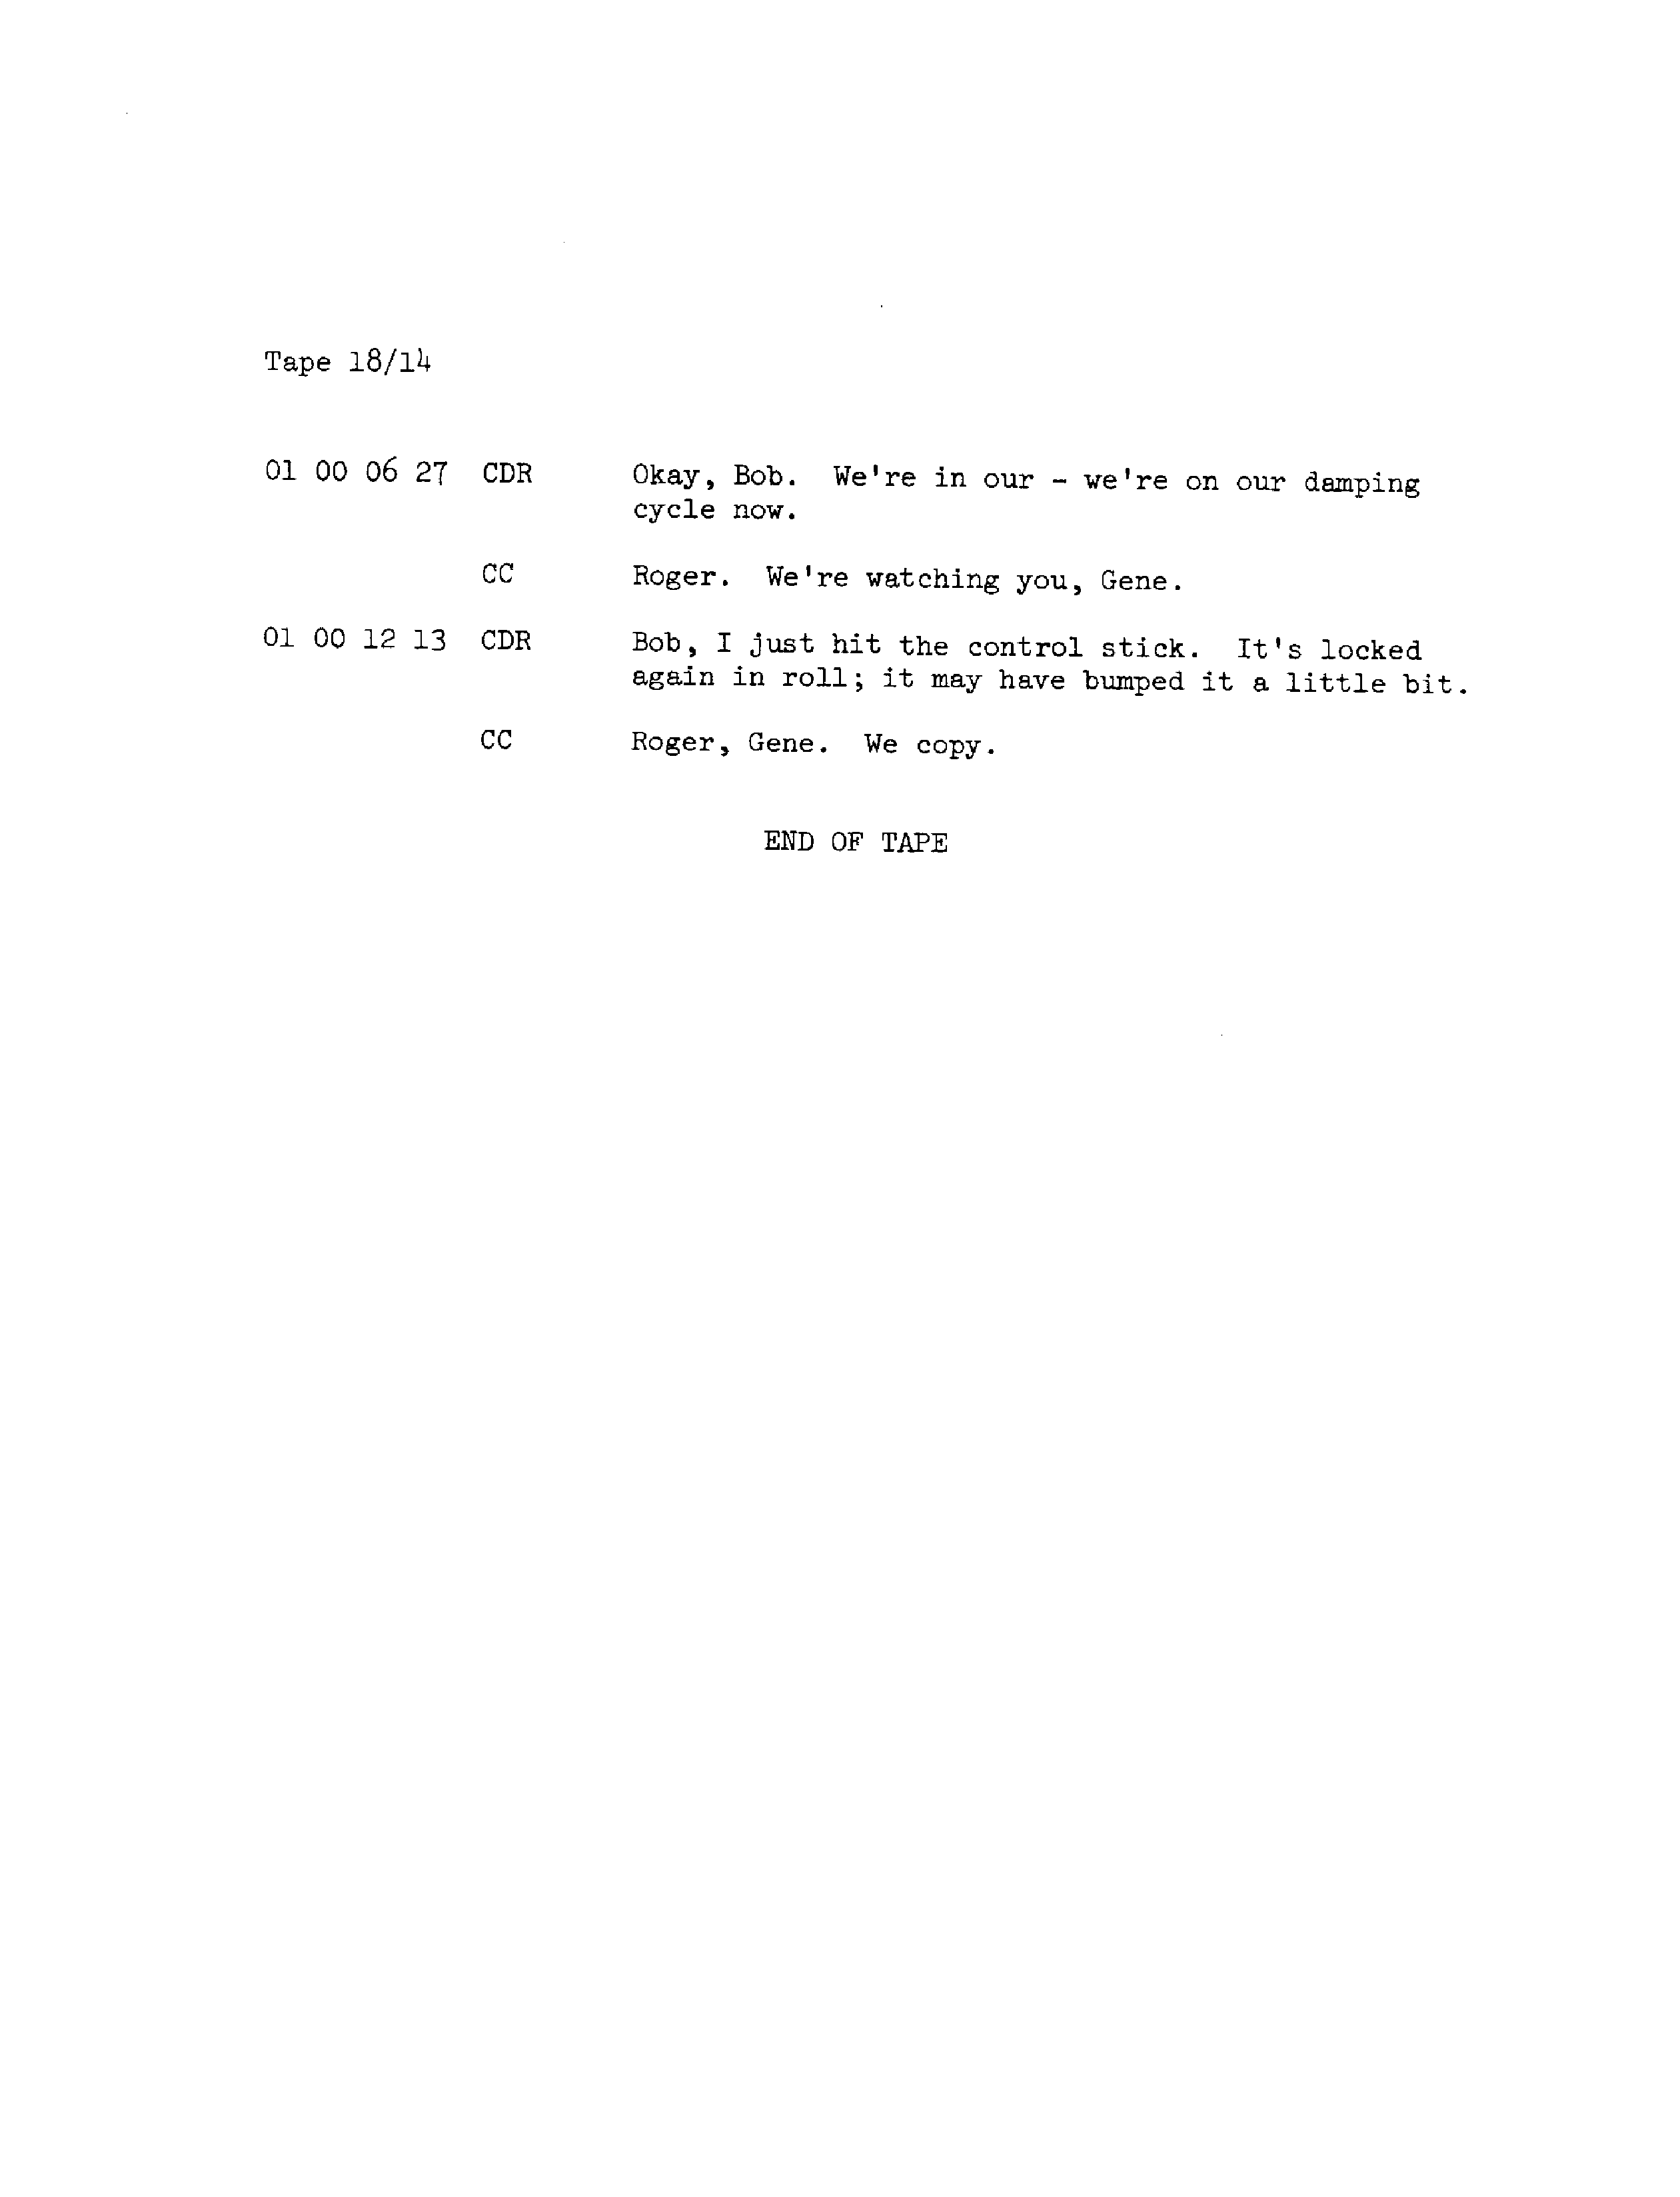 Tape 18/14
01 00 06 27 CDR Okay, Bob. We're in our - we're on our damping
cycle now.
CC Roger. We're watching you, Gene.
01 00 12 13 CDR Bob, I just hit the control stick. It's locked
again in roll; it may have bumped it a little bit.
CC Roger, Gene. We copy.
END OF TAPE